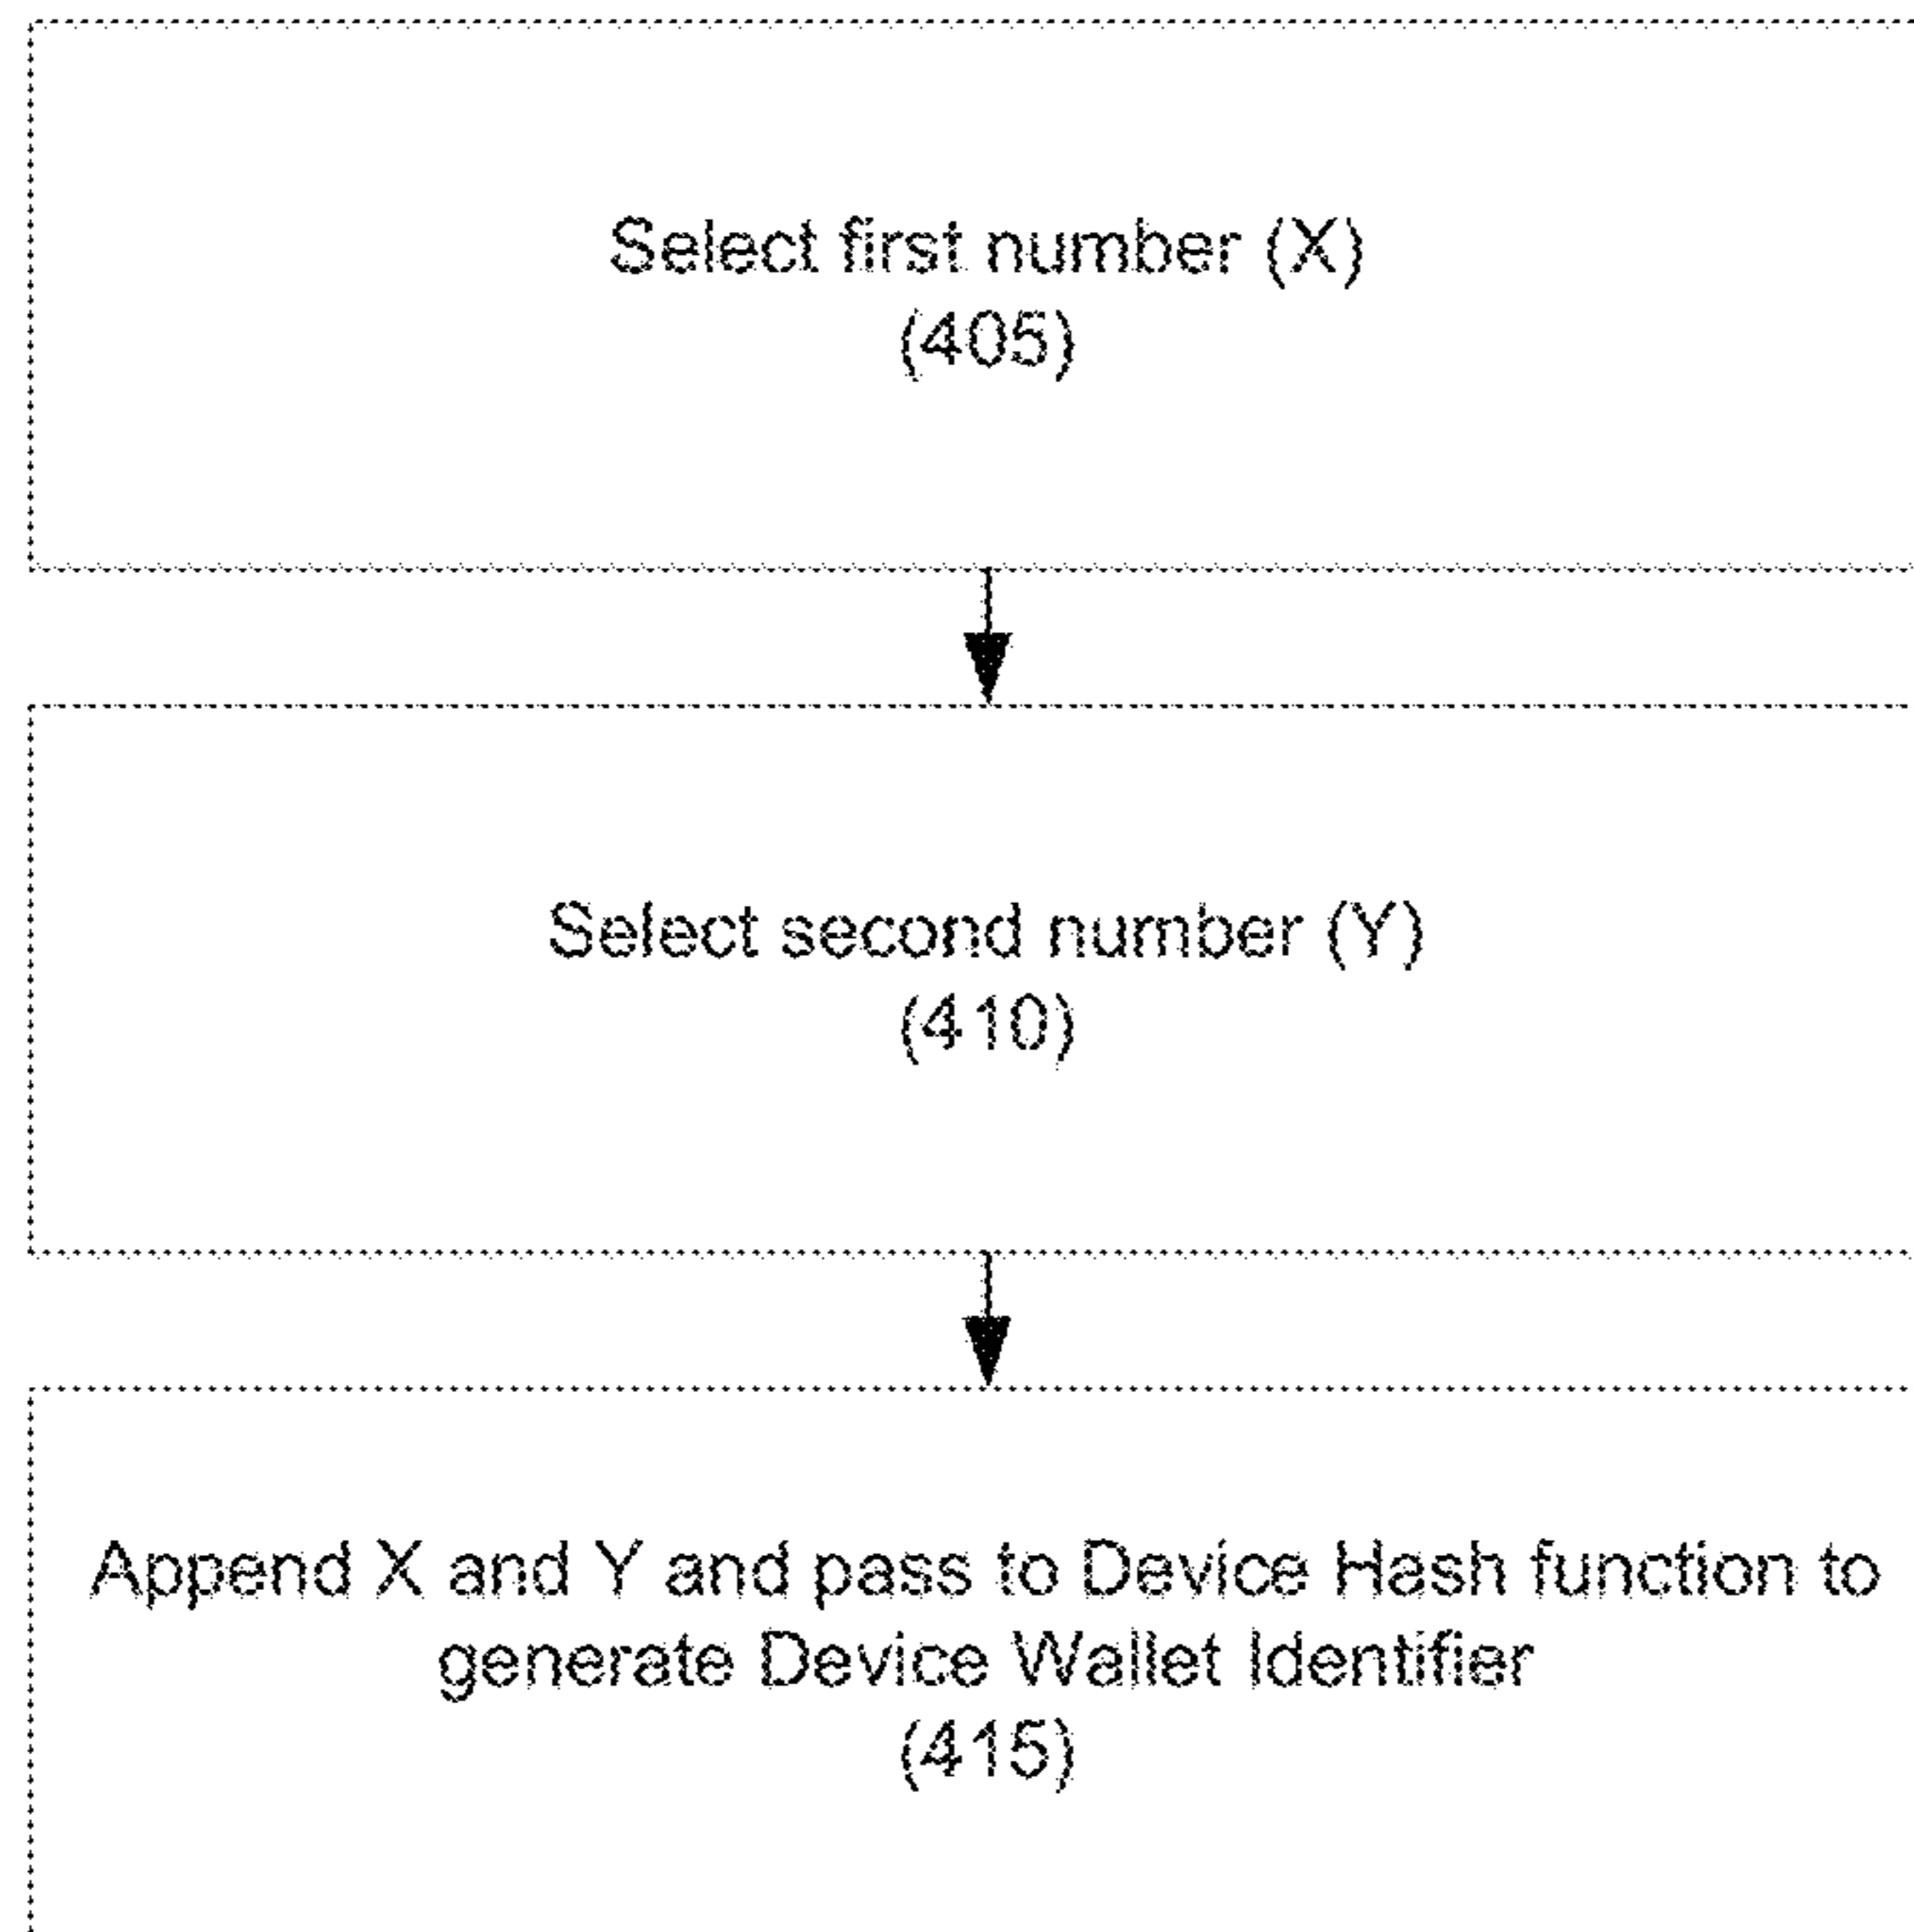 Select first number (X)
(405)
Select second number (Y)
(410)
Append X and Y and pass to Device Hash function to
generate Device Wallet Identifier
(415)